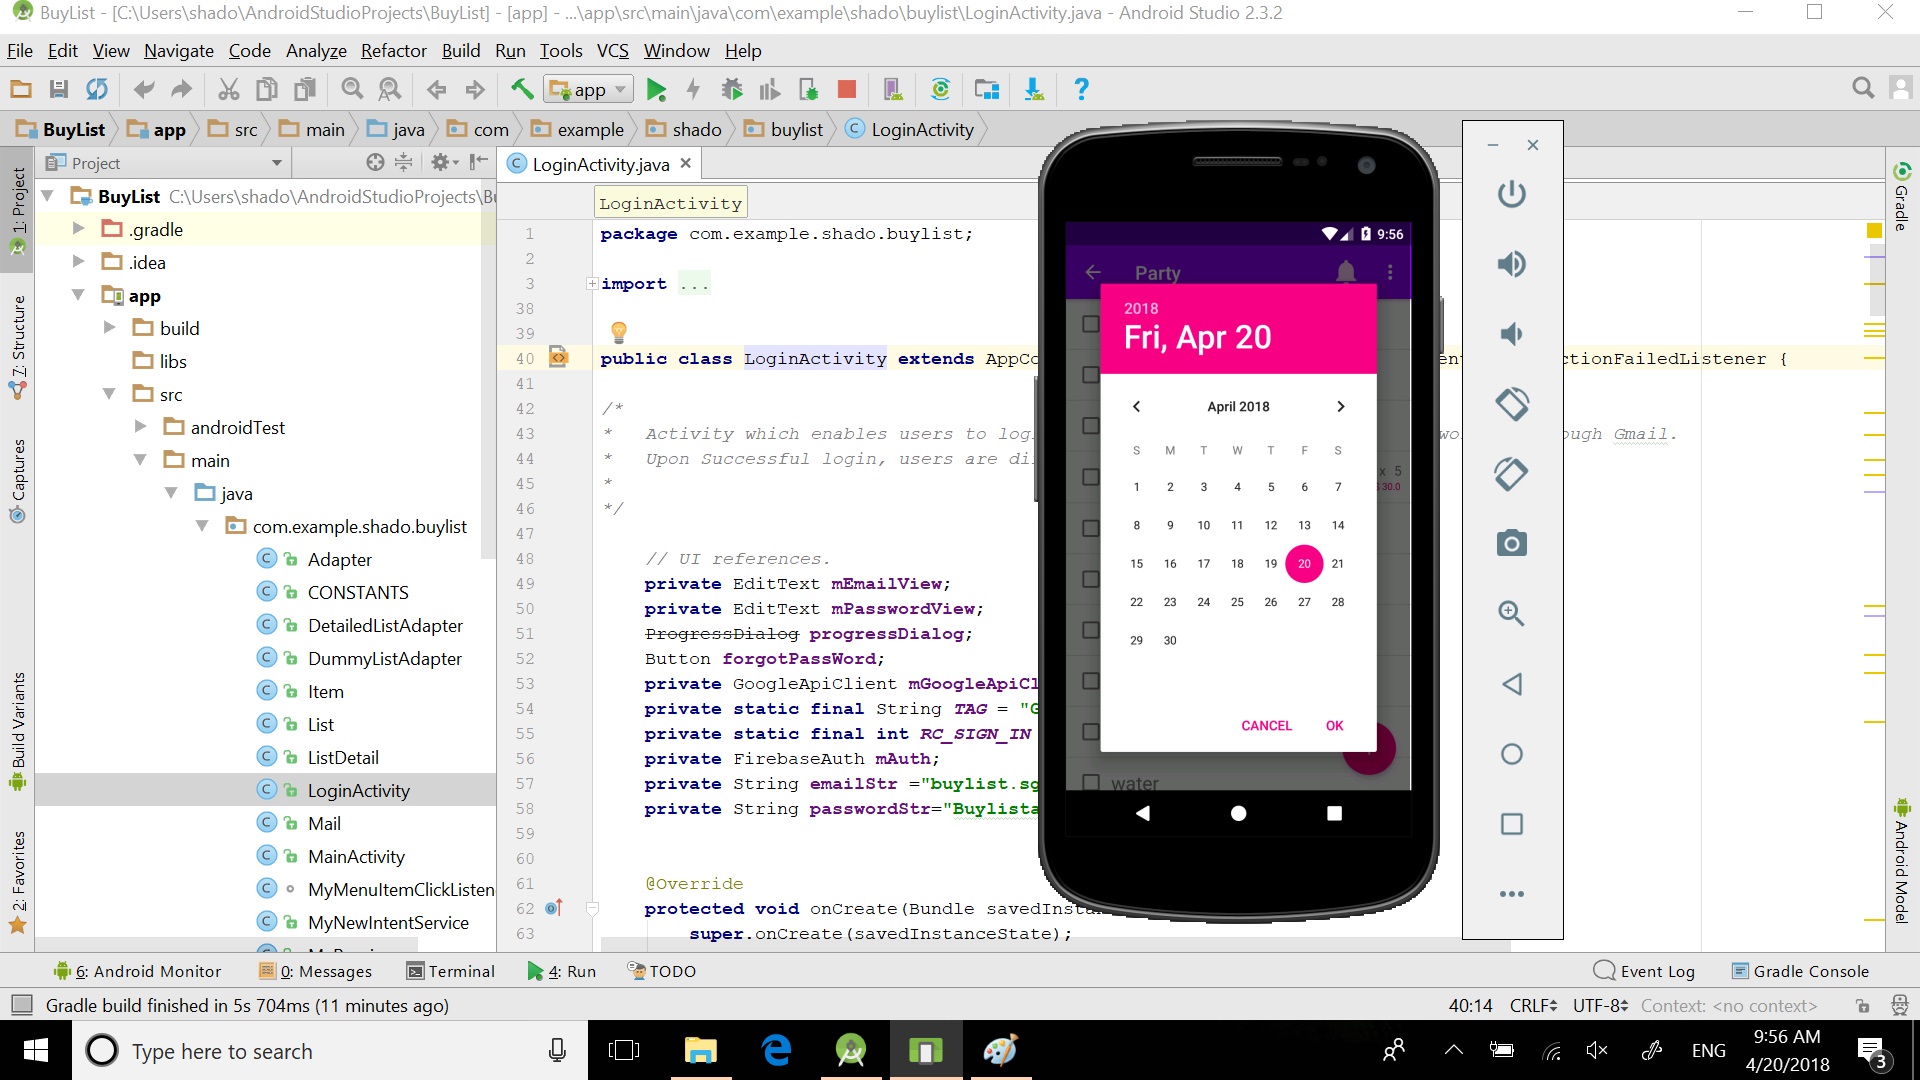 BuyList - [C:\Users\shado\AndroidStudioProjects\BuyList] - [app] - ...\app\src\main\java\com\example\shado\buylist\LoginActivity.java - Android Studio 2.3.2
File Edit View Navigate Code Analyze Refactor Build Run Tools VCS Window Help
app
BuyList app src main java com example shado buylist LoginActivity
Project
LoginActivity.java
1: Project
7: Structure
Captures
Build Variants
2: Favorites
BuyList C:\Users\shado\AndroidStudioProjects\Bu
.gradle
.idea
app
build
libs
src
androidTest
main
java
com.example.shado.buylist
Adapter
CONSTANTS
DetailedListAdapter
DummyListAdapter
Item
List
ListDetail
LoginActivity
Mail
MainActivity
MyMenuItemClickListen
MyNewIntentService
LoginActivity
1 package com.example.shado.buylist;
2
3 import ...
38
39
40 public class LoginActivity extends AppCo
ctionFailedListener {
41
42 /*
43 * Activity which enables users to log
ough Gmail.
44 * Upon Successful login, users are di
45 *
46 */
47
48 // UI references.
49 private EditText mEmailView;
50 private EditText mPasswordView;
51 ProgressDialog progressDialog;
52 Button forgotPassWord;
53 private GoogleApiClient mGoogleApiCl
54 private static final String TAG = "G
55 private static final int RC_SIGN_IN
56 private FirebaseAuth mAuth;
57 private String emailStr ="buylist.sg
58 private String passwordStr="Buylista
59
60
61 @Override
62 protected void onCreate(Bundle savedInsta
63 super.onCreate(savedInstanceState);
9:56
Party
2018
Fri, Apr 20
April 2018
S M T W T F S
1 2 3 4 5 6 7
8 9 10 11 12 13 14
15 16 17 18 19 20 21
22 23 24 25 26 27 28
29 30
CANCEL OK
x 5
30.0
water
Gradle
Android Model
6: Android Monitor 0: Messages Terminal 4: Run TODO Event Log Gradle Console
Gradle build finished in 5s 704ms (11 minutes ago) 40:14 CRLF UTF-8 Context: <no context>
Type here to search
ENG
9:56 AM
4/20/2018
3